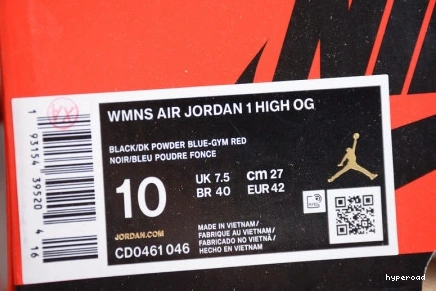 WMNS AIR JORDAN 1 HIGH OG
BLACK/DK POWDER BLUE-GYM RED
NOIR/BLEU POUDRE FONCE
10
UK 7.5 cm 27
BR 40 EUR 42
JORDAN.COM
CD0461 046
MADE IN VIETNAM/
FABRIQUE AU VIETNAM/
FABRICADO NO VIETNÃ/
HECHO EN VIETNAM
1 93154 39520 4 16
hyperoad